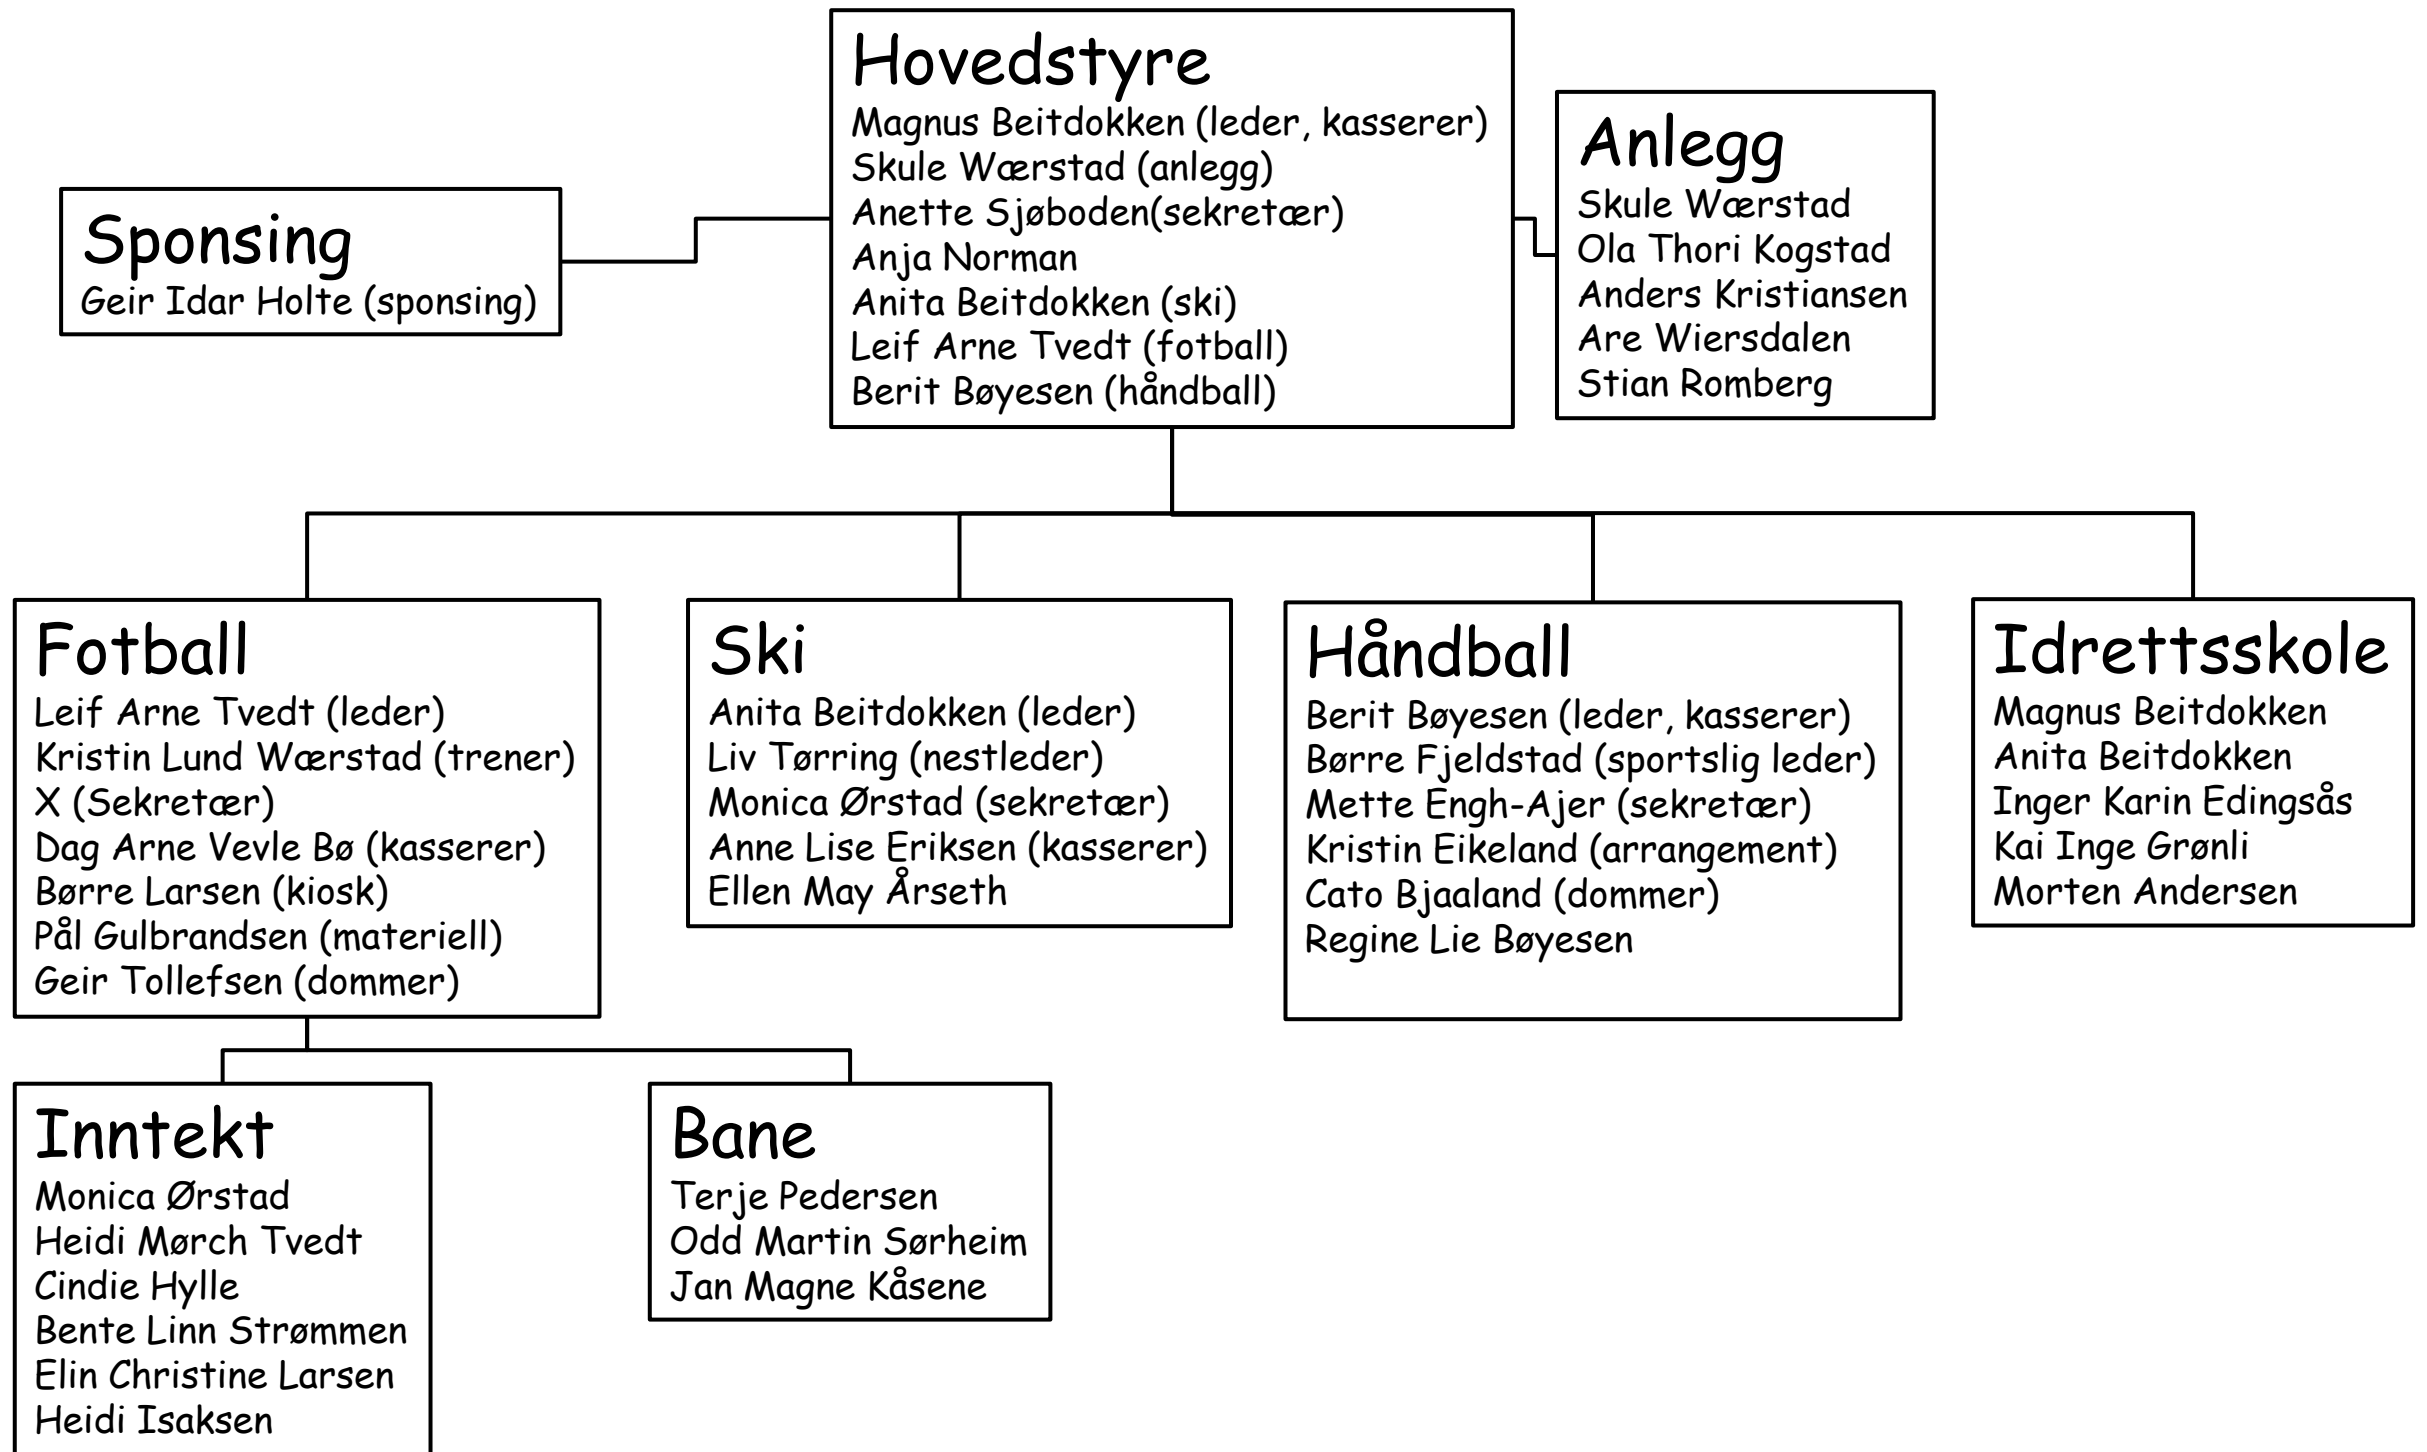 Hovedstyre
Magnus Beitdokken (leder, kasserer)
Skule Wærstad (anlegg)
Anette Sjøboden(sekretær)
Anja Norman
Anita Beitdokken (ski)
Leif Arne Tvedt (fotball)
Berit Bøyesen (håndball)
Anlegg
Skule Wærstad
Ola Thori Kogstad
Anders Kristiansen
Are Wiersdalen
Stian Romberg
Sponsing
Geir Idar Holte (sponsing)
Fotball
Leif Arne Tvedt (leder)
Kristin Lund Wærstad (trener)
X (Sekretær)
Dag Arne Vevle Bø (kasserer)
Børre Larsen (kiosk)
Pål Gulbrandsen (materiell)
Geir Tollefsen (dommer)
Ski
Anita Beitdokken (leder)
Liv Tørring (nestleder)
Monica Ørstad (sekretær)
Anne Lise Eriksen (kasserer)
Ellen May Årseth
Håndball
Berit Bøyesen (leder, kasserer)
Børre Fjeldstad (sportslig leder)
Mette Engh-Ajer (sekretær)
Kristin Eikeland (arrangement)
Cato Bjaaland (dommer)
Regine Lie Bøyesen
Idrettsskole
Magnus Beitdokken
Anita Beitdokken
Inger Karin Edingsås
Kai Inge Grønli
Morten Andersen
Inntekt
Monica Ørstad
Heidi Mørch Tvedt
Cindie Hylle
Bente Linn Strømmen
Elin Christine Larsen
Heidi Isaksen
Bane
Terje Pedersen
Odd Martin Sørheim
Jan Magne Kåsene